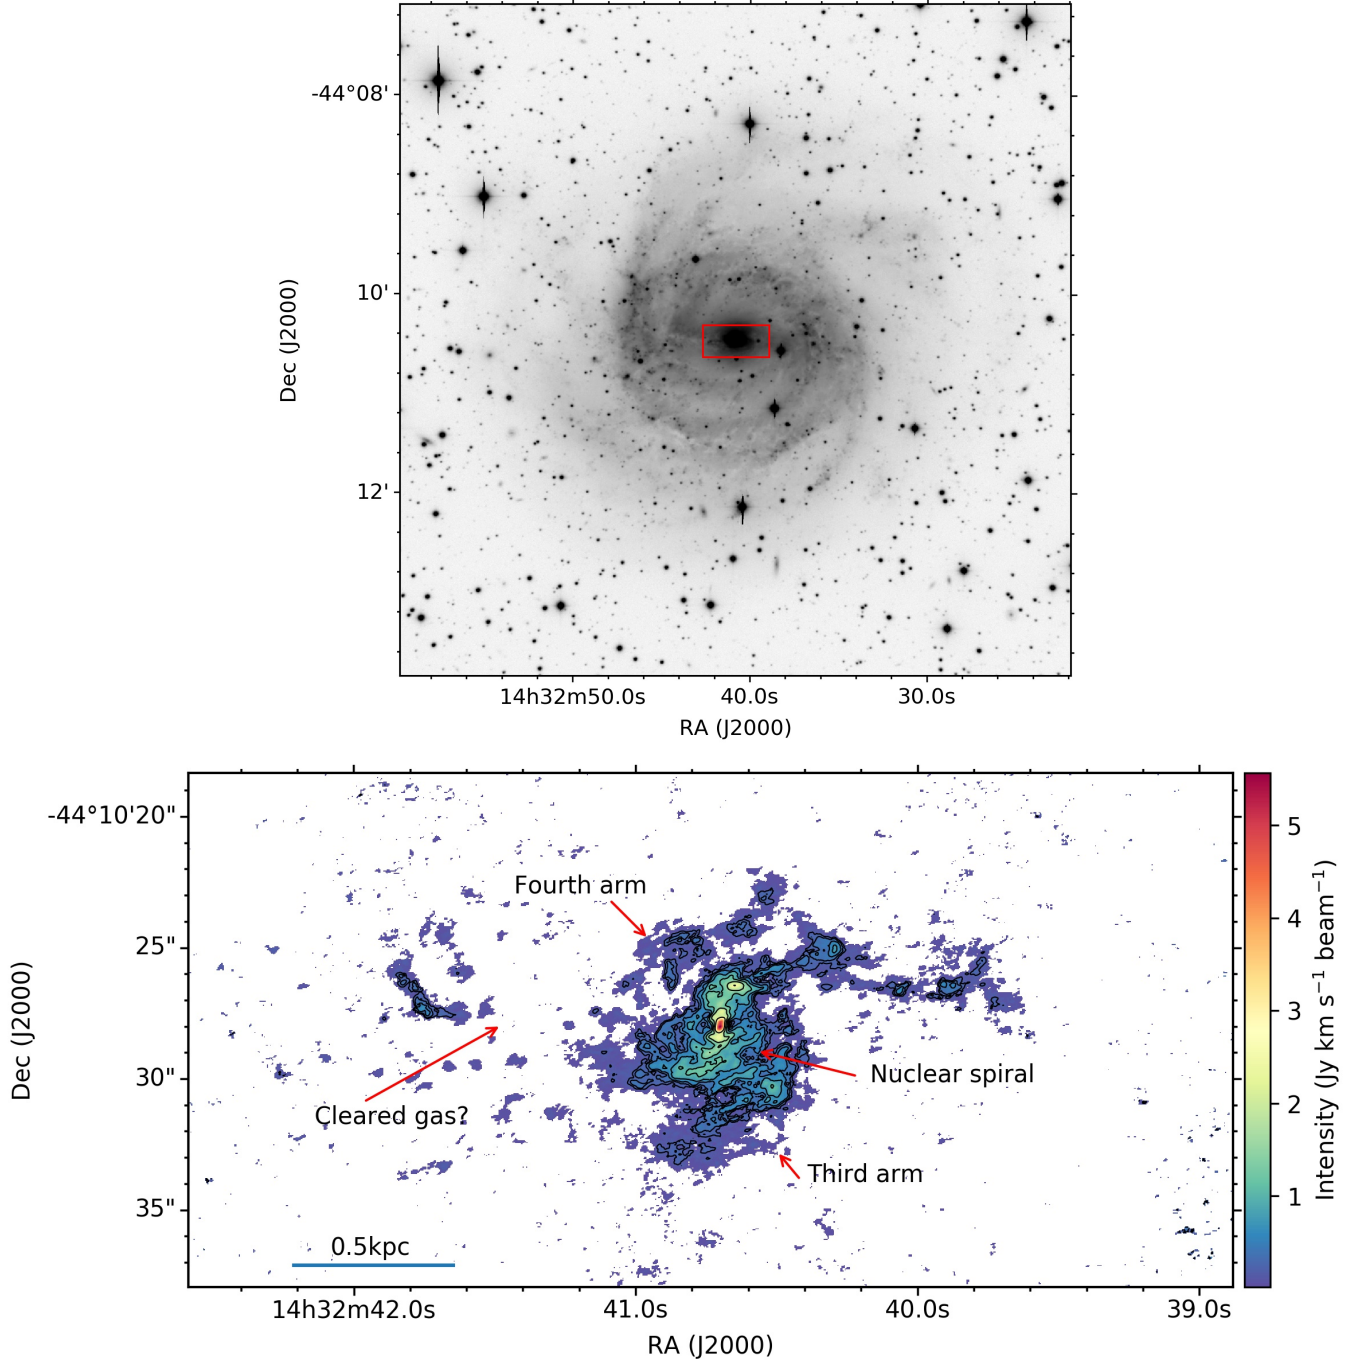 -44°08'
10'
12'
Dec (J2000)
14h32m50.0s 40.0s 30.0s
RA (J2000)
-44°10'20"
25"
30"
35"
Dec (J2000)
Fourth arm
Cleared gas?
Nuclear spiral
Third arm
0.5kpc
14h32m42.0s 41.0s 40.0s 39.0s
RA (J2000)
5
4
3
2
1
Intensity (Jy km s⁻¹ beam⁻¹)